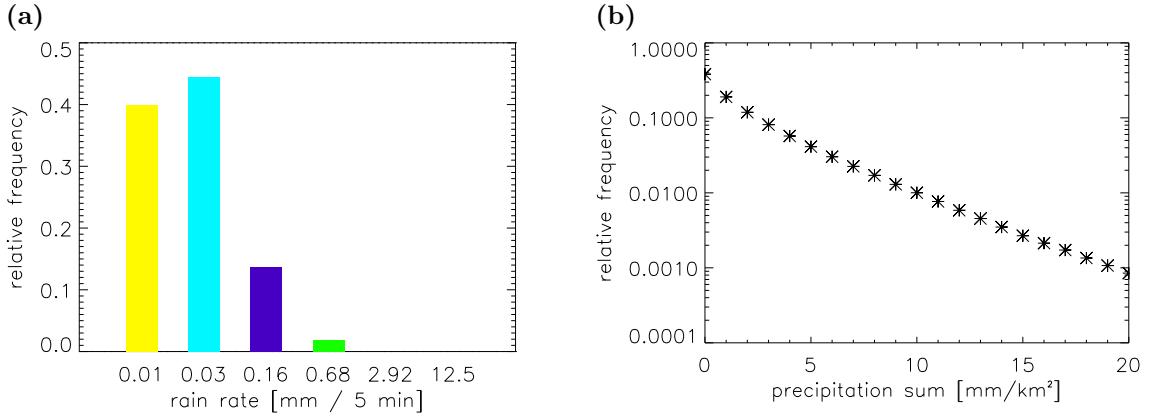 (a)
relative frequency
0.5
0.4
0.3
0.2
0.1
0.0
0.01 0.03 0.16 0.68 2.92 12.5
rain rate [mm / 5 min]
(b)
relative frequency
1.0000
0.1000
0.0100
0.0010
0.0001
0 5 10 15 20
precipitation sum [mm/km²]